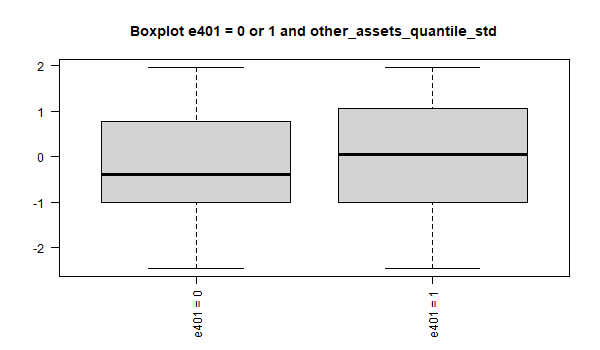 Boxplot e401 = 0 or 1 and other_assets_quantile_std
2
1
0
-1
-2
e401 = 0
e401 = 1